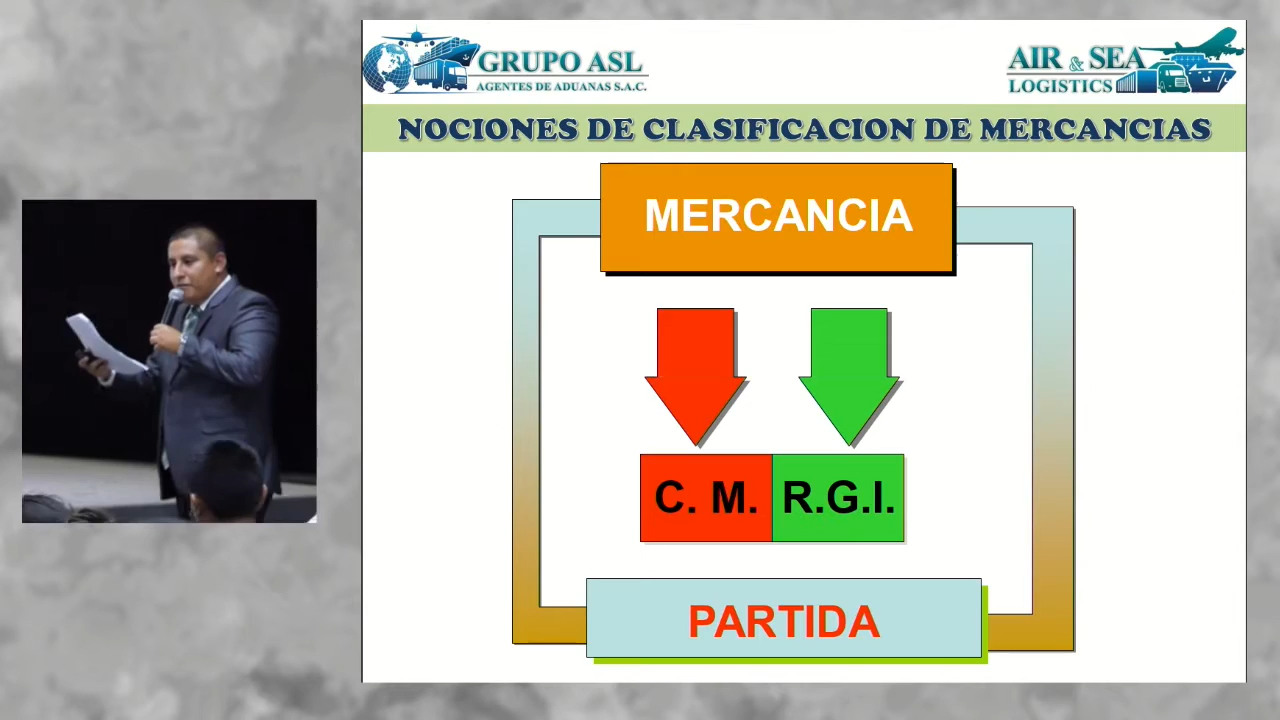 GRUPO ASL
AGENTES DE ADUANAS S.A.C.
AIR & SEA
LOGISTICS
NOCIONES DE CLASIFICACION DE MERCANCIAS
MERCANCIA
C. M. R.G.I.
PARTIDA